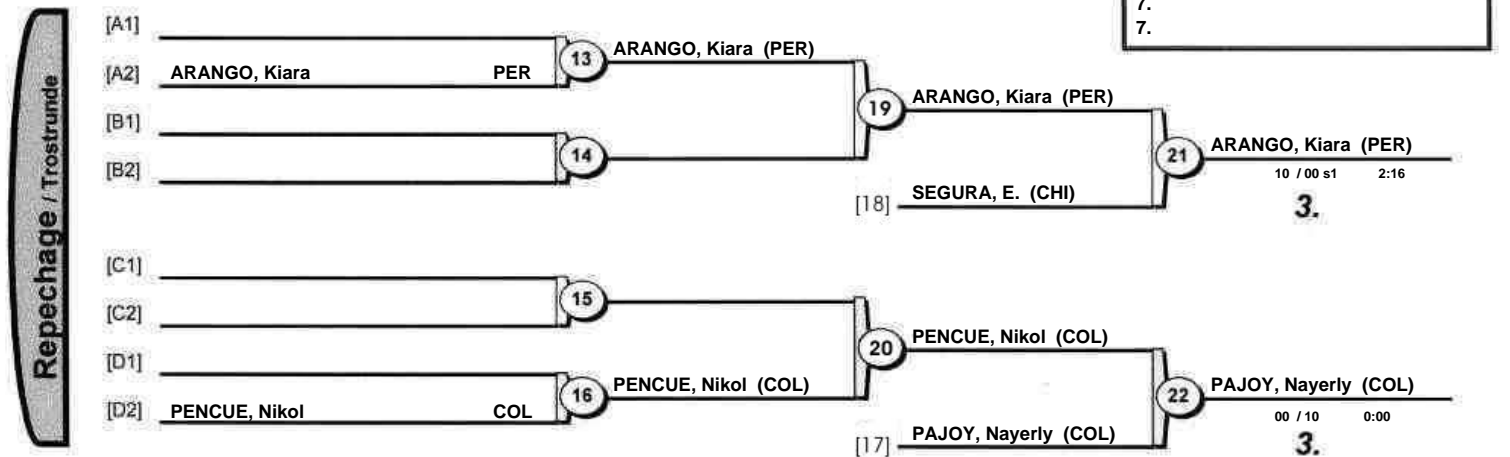 7.
7.
Repechage / Trostrunde
[A1]
[A2] ARANGO, Kiara PER
13
ARANGO, Kiara (PER)
[B1]
[B2]
14
19
ARANGO, Kiara (PER)
[18] SEGURA, E. (CHI)
21
ARANGO, Kiara (PER)
10 / 00 s1 2:16
3.
[C1]
[C2]
15
[D1]
[D2] PENCUE, Nikol COL
16
PENCUE, Nikol (COL)
20
PENCUE, Nikol (COL)
[17] PAJOY, Nayerly (COL)
22
PAJOY, Nayerly (COL)
00 / 10 0:00
3.